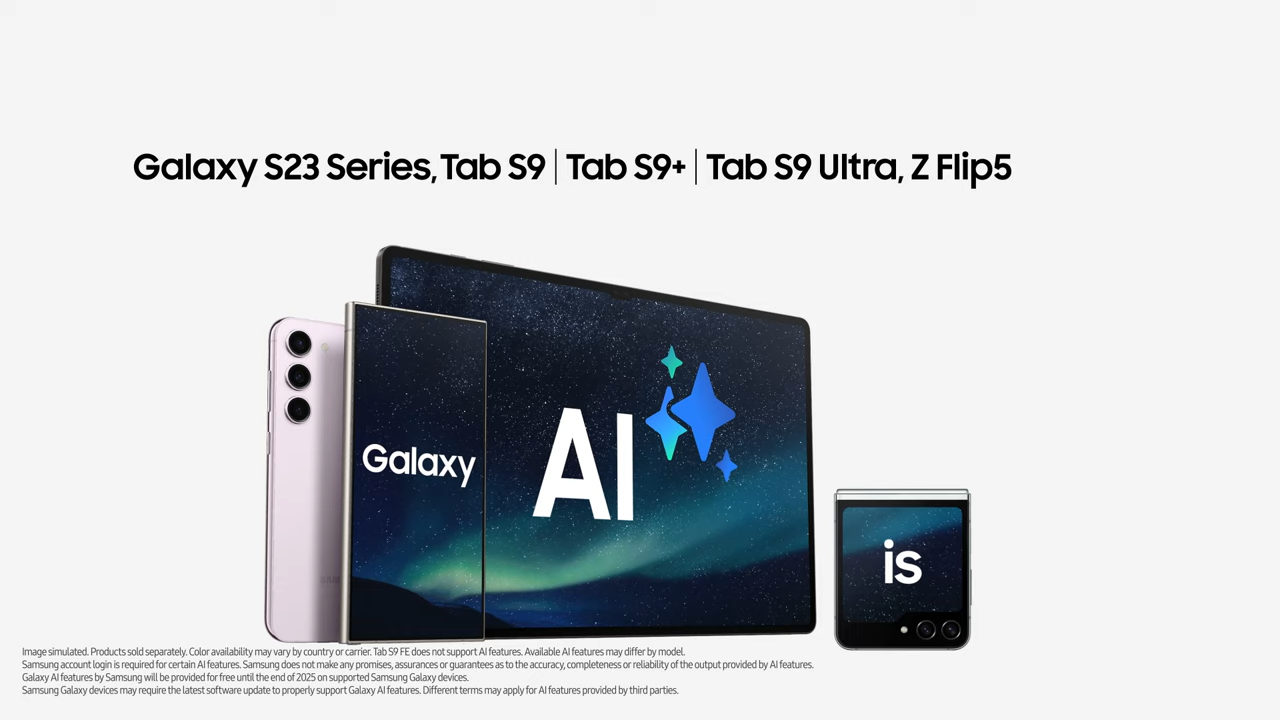 Galaxy S23 Series, Tab S9 | Tab S9+ | Tab S9 Ultra, Z Flip5
Galaxy
AI
is
Image simulated. Products sold separately. Color availability may vary by country or carrier. Tab S9 FE does not support AI features. Available AI features may differ by model.
Samsung account login is required for certain AI features. Samsung does not make any promises, assurances or guarantees as to the accuracy, completeness or reliability of the output provided by AI features.
Galaxy AI features by Samsung will be provided for free until the end of 2025 on supported Samsung Galaxy devices.
Samsung Galaxy devices may require the latest software update to properly support Galaxy AI features. Different terms may apply for AI features provided by third parties.